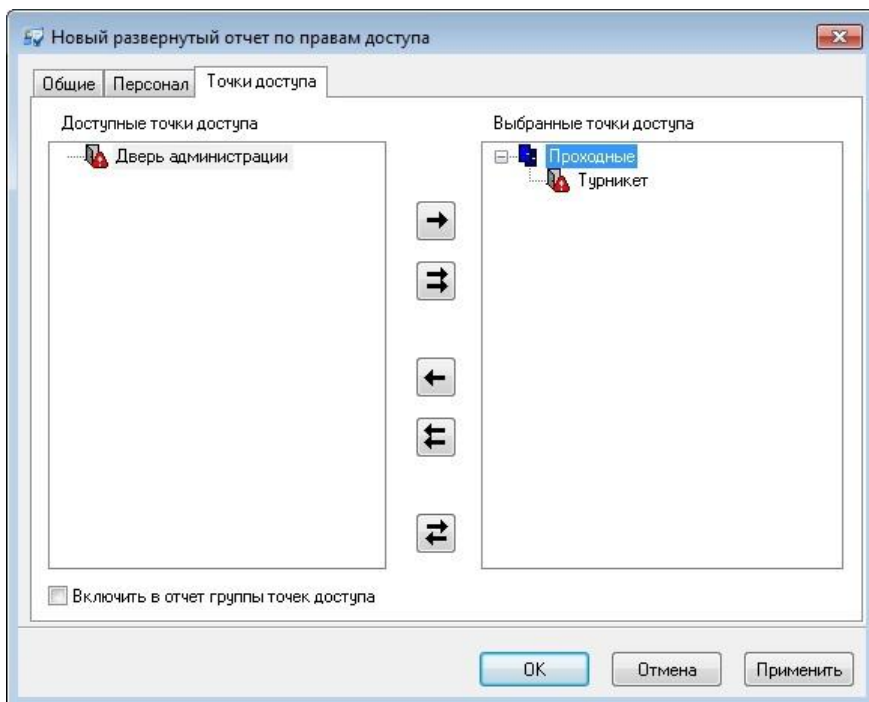 Новый развернутый отчет по правам доступа
Общие Персонал Точки доступа
Доступные точки доступа Выбранные точки доступа
Дверь администрации Проходные
Турникет
Включить в отчет группы точек доступа
OK Отмена Применить